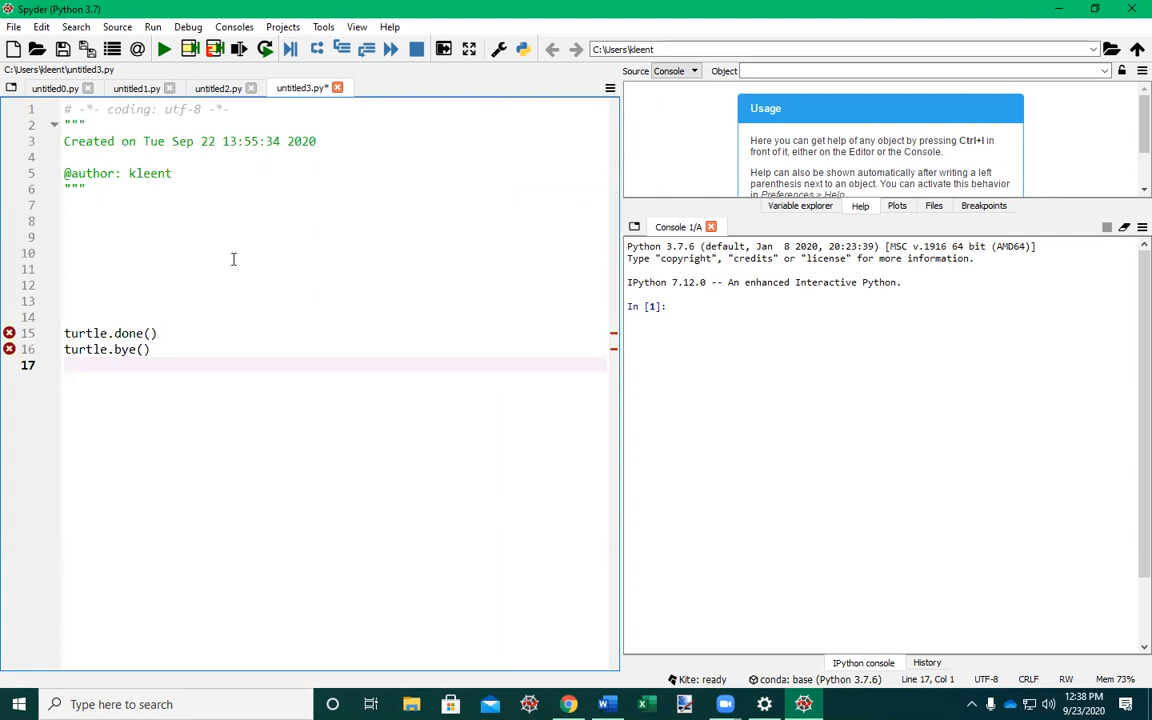 Spyder (Python 3.7)
File Edit Search Source Run Debug Consoles Projects Tools View Help
C:\Users\kleent
C:\Users\kleent\untitled3.py
Source Console Object
untitled0.py untitled1.py untitled2.py untitled3.py*
1 # -*- coding: utf-8 -*-
2 """
3 Created on Tue Sep 22 13:55:34 2020
4
5 @author: kleent
6 """
7
8
9
10
11
12
13
14
15 turtle.done()
16 turtle.bye()
17
Usage
Here you can get help of any object by pressing Ctrl+I in
front of it, either on the Editor or the Console.
Help can also be shown automatically after writing a left
parenthesis next to an object. You can activate this behavior
in Preferences > Help.
Variable explorer Help Plots Files Breakpoints
Console 1/A
Python 3.7.6 (default, Jan 8 2020, 20:23:39) [MSC v.1916 64 bit (AMD64)]
Type "copyright", "credits" or "license" for more information.
IPython 7.12.0 -- An enhanced Interactive Python.
In [1]:
IPython console History
Kite: ready conda: base (Python 3.7.6) Line 17, Col 1 UTF-8 CRLF RW Mem 73%
Type here to search
12:38 PM
9/23/2020